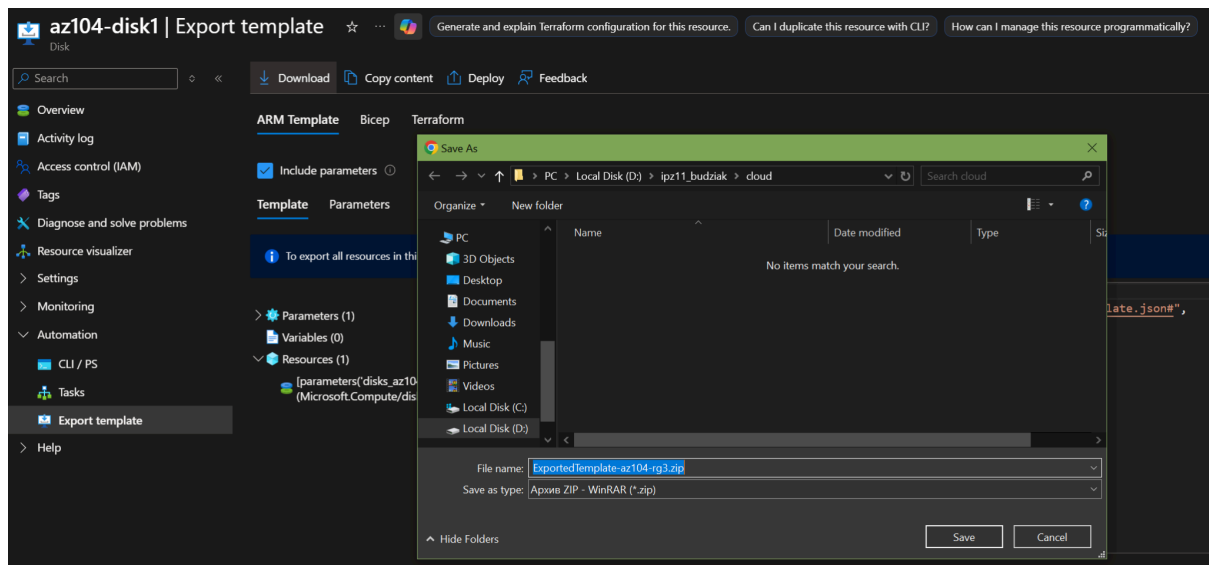 az104-disk1 | Export template
Disk
Generate and explain Terraform configuration for this resource.
Can I duplicate this resource with CLI?
How can I manage this resource programmatically?
Search
Download
Copy content
Deploy
Feedback
Overview
Activity log
Access control (IAM)
Tags
Diagnose and solve problems
Resource visualizer
Settings
Monitoring
Automation
CLI / PS
Tasks
Export template
Help
ARM Template
Bicep
Terraform
Include parameters
Template
Parameters
To export all resources in thi
Parameters (1)
Variables (0)
Resources (1)
[parameters('disks_az10
(Microsoft.Compute/dis
late.json#",
Save As
PC > Local Disk (D:) > ipz11_budziak > cloud
Search cloud
Organize
New folder
PC
3D Objects
Desktop
Documents
Downloads
Music
Pictures
Videos
Local Disk (C:)
Local Disk (D:)
Name
Date modified
Type
Siz
No items match your search.
File name: ExportedTemplate-az104-rg3.zip
Save as type: Архив ZIP - WinRAR (*.zip)
Hide Folders
Save
Cancel